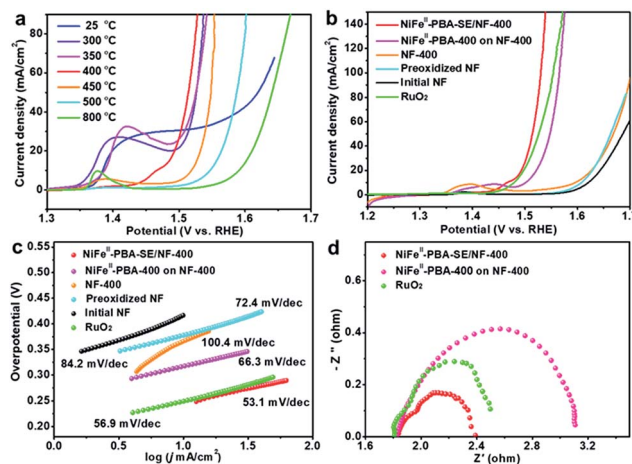 a
Current density (mA/cm²)
100
80
60
40
20
0
25 °C
300 °C
350 °C
400 °C
450 °C
500 °C
800 °C
1.3 1.4 1.5 1.6 1.7
Potential (V vs. RHE)
b
Current density (mA/cm²)
140
120
100
80
60
40
20
0
NiFeᴵᴵ-PBA-SE/NF-400
NiFeᴵᴵ-PBA-400 on NF-400
NF-400
Preoxidized NF
Initial NF
RuO₂
1.2 1.3 1.4 1.5 1.6 1.7
Potential (V vs. RHE)
c
Overpotential (V)
0.55
0.50
0.45
0.40
0.35
0.30
0.25
0.20
NiFeᴵᴵ-PBA-SE/NF-400
NiFeᴵᴵ-PBA-400 on NF-400
NF-400
Preoxidized NF
Initial NF
RuO₂
72.4 mV/dec
100.4 mV/dec
84.2 mV/dec
66.3 mV/dec
56.9 mV/dec
53.1 mV/dec
0.0 0.5 1.0 1.5 2.0
log (j mA/cm²)
d
- Z'' (ohm)
0.8
0.6
0.4
0.2
0.0
NiFeᴵᴵ-PBA-SE/NF-400
NiFeᴵᴵ-PBA-400 on NF-400
RuO₂
1.6 2.0 2.4 2.8 3.2
Z' (ohm)